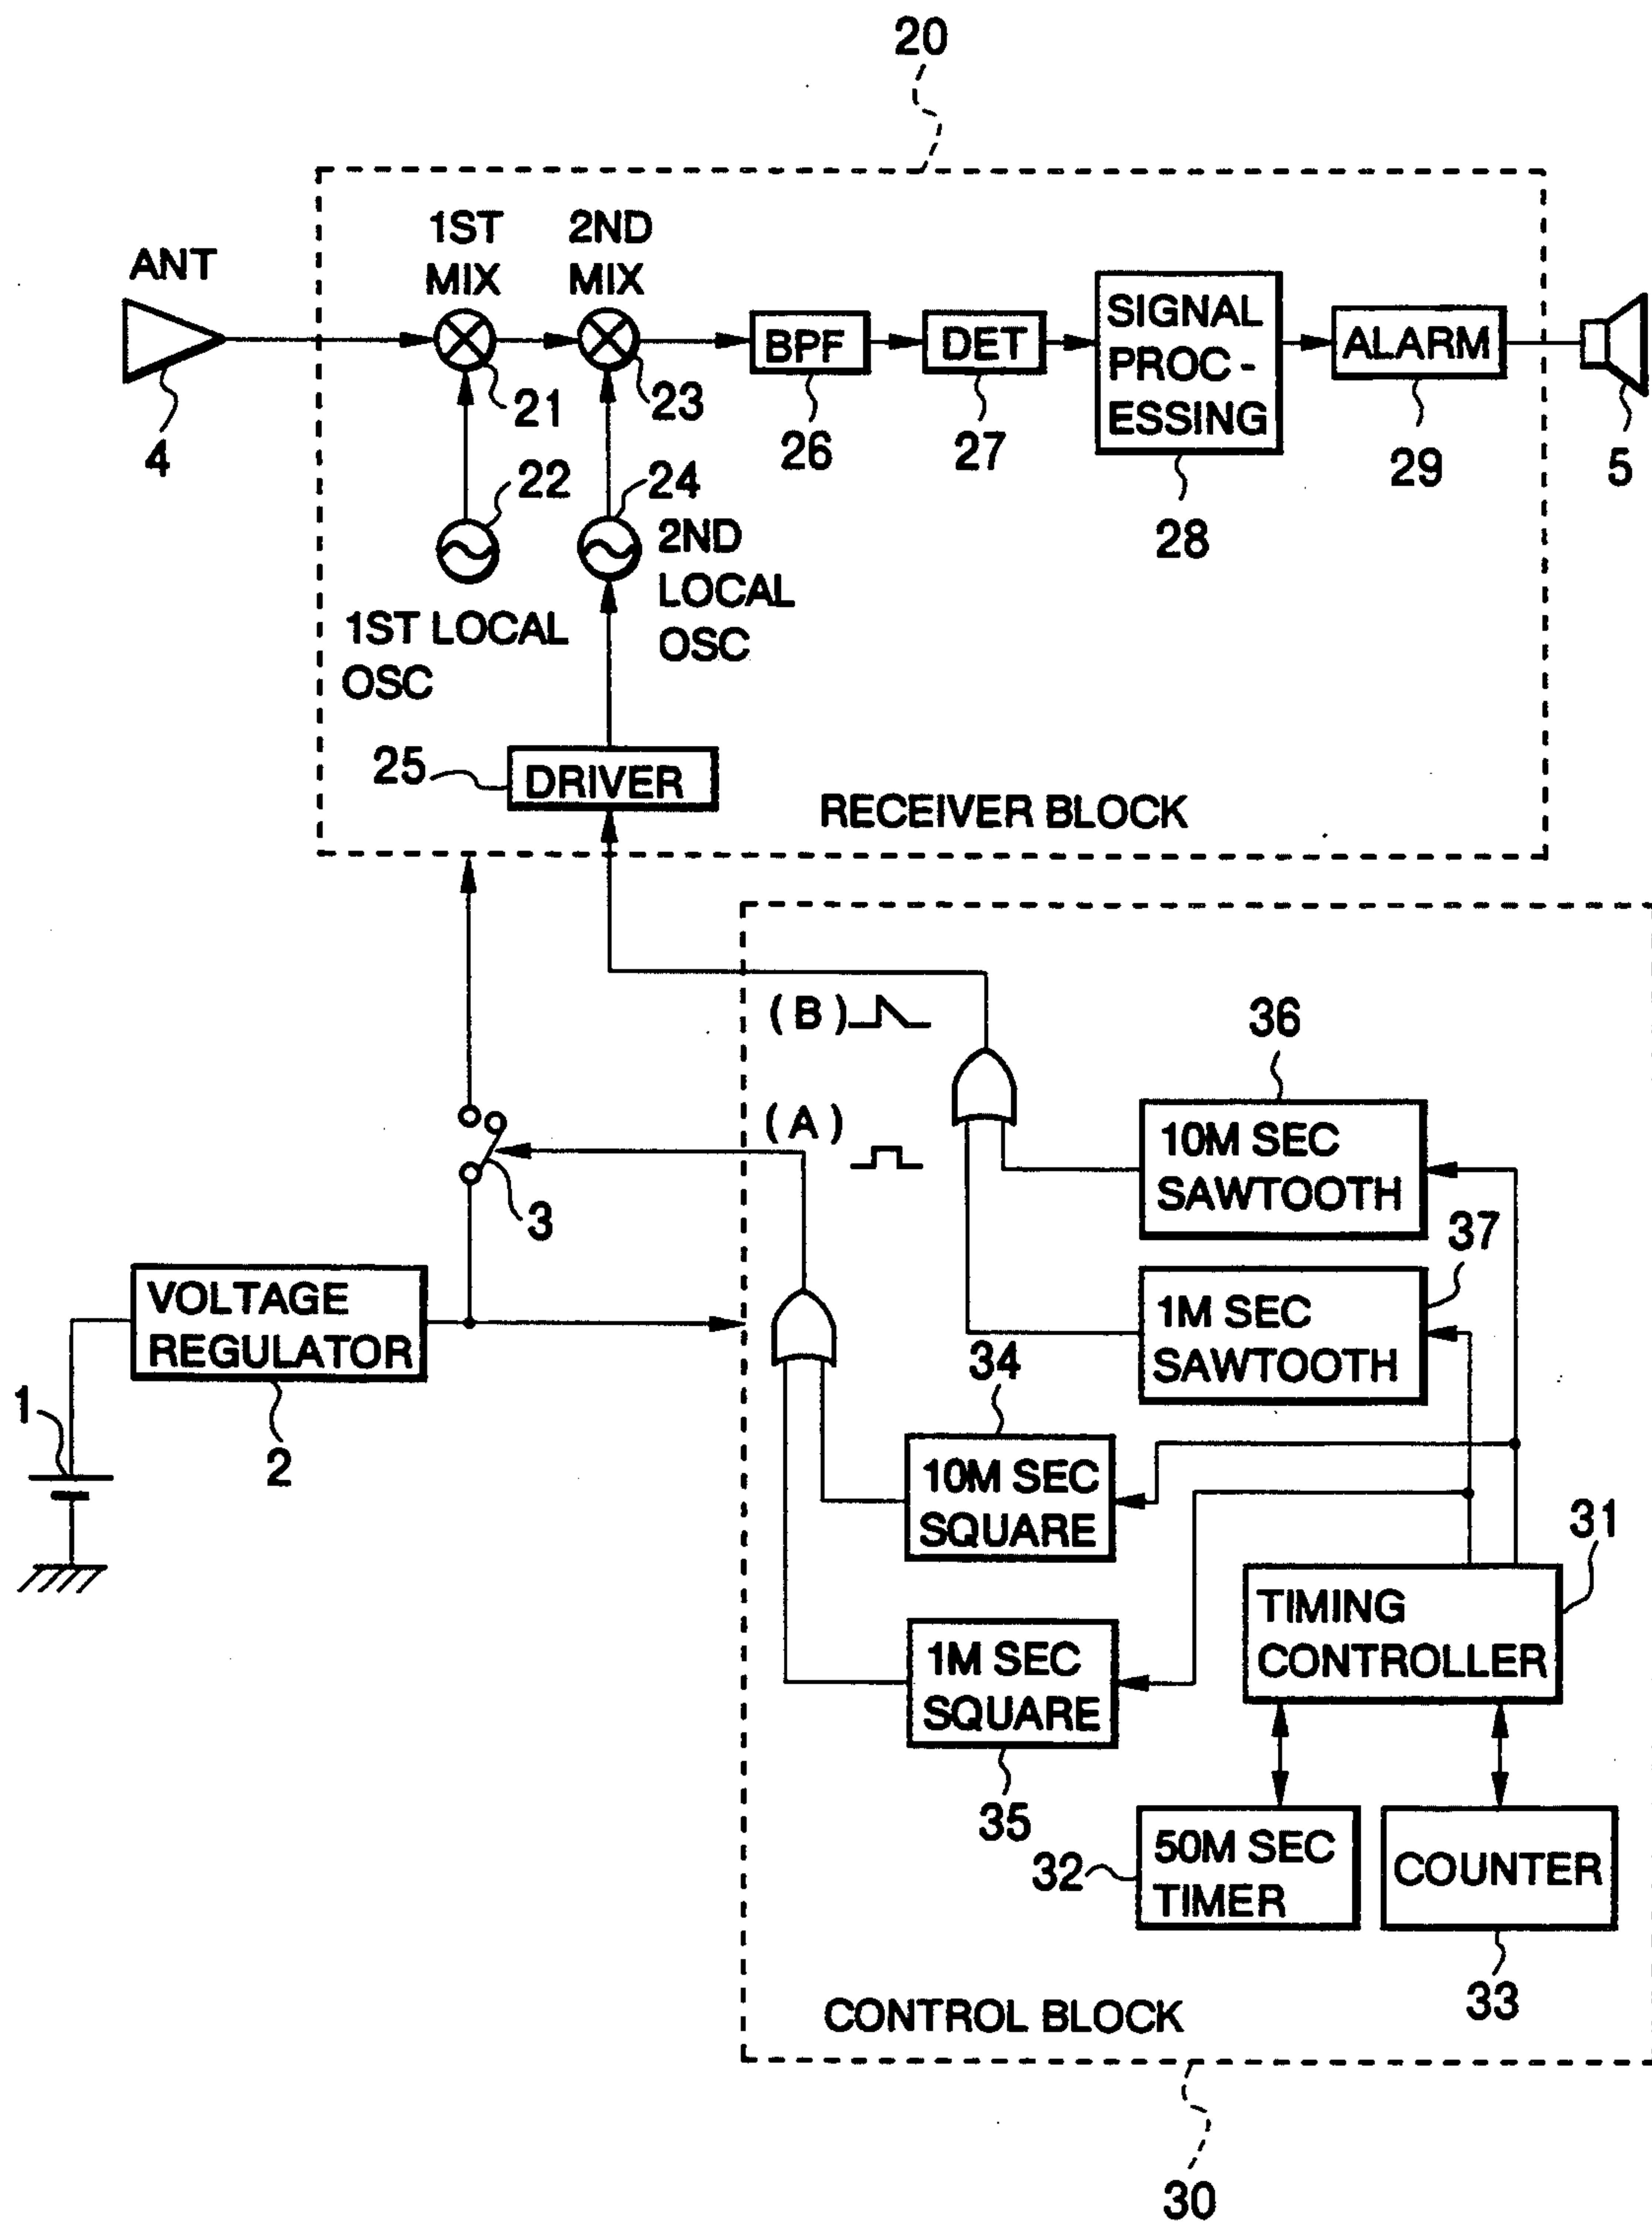 20
ANT
1ST
MIX
2ND
MIX
BPF
DET
SIGNAL
PROC -
ESSING
ALARM
4
21
23
26
27
28
29
5
22
24
1ST LOCAL
OSC
2ND
LOCAL
OSC
25
DRIVER
RECEIVER BLOCK
( B )
( A )
36
10M SEC
SAWTOOTH
37
1M SEC
SAWTOOTH
3
VOLTAGE
REGULATOR
1
2
34
10M SEC
SQUARE
31
TIMING
CONTROLLER
1M SEC
SQUARE
35
32
50M SEC
TIMER
COUNTER
33
CONTROL BLOCK
30